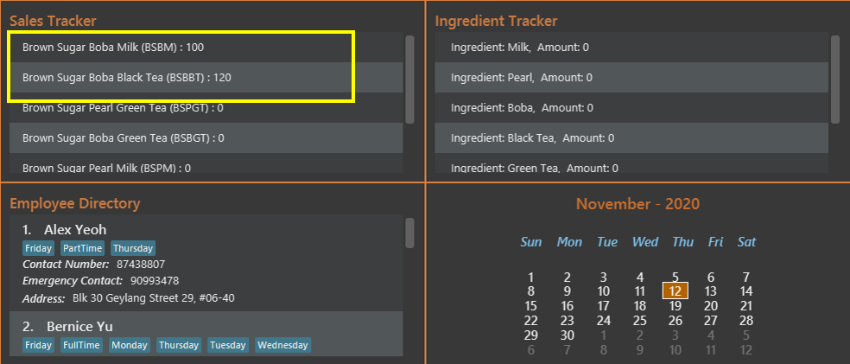 Sales Tracker
Brown Sugar Boba Milk (BSBM) : 100
Brown Sugar Boba Black Tea (BSBBT) : 120
Brown Sugar Pearl Green Tea (BSPGT) : 0
Brown Sugar Boba Green Tea (BSBGT) : 0
Brown Sugar Pearl Milk (BSPM) : 0
Ingredient Tracker
Ingredient: Milk, Amount: 0
Ingredient: Pearl, Amount: 0
Ingredient: Boba, Amount: 0
Ingredient: Black Tea, Amount: 0
Ingredient: Green Tea, Amount: 0
Employee Directory
1. Alex Yeoh
Friday PartTime Thursday
Contact Number: 87438807
Emergency Contact: 90993478
Address: Blk 30 Geylang Street 29, #06-40
2. Bernice Yu
Friday FullTime Monday Thursday Tuesday Wednesday
November - 2020
Sun Mon Tue Wed Thu Fri Sat
1 2 3 4 5 6 7
8 9 10 11 12 13 14
15 16 17 18 19 20 21
22 23 24 25 26 27 28
29 30 1 2 3 4 5
6 7 8 9 10 11 12